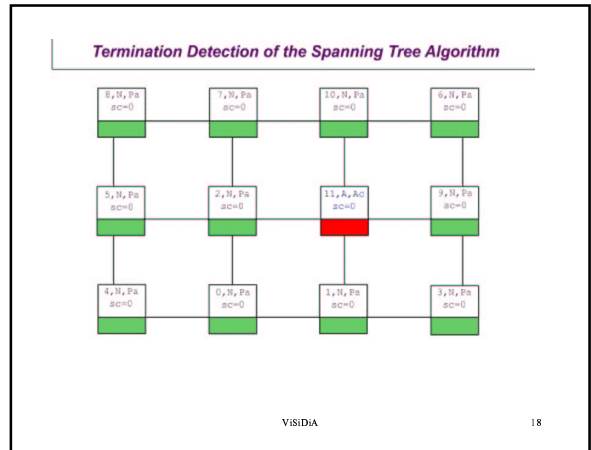 Termination Detection of the Spanning Tree Algorithm
8,N,Pa
sc=0
7,N,Pa
sc=0
10,N,Pa
sc=0
6,N,Pa
sc=0
5,N,Pa
sc=0
2,N,Pa
sc=0
11,A,Ac
sc=0
9,N,Pa
sc=0
4,N,Pa
sc=0
0,N,Pa
sc=0
1,N,Pa
sc=0
3,N,Pa
sc=0
ViSiDiA
18